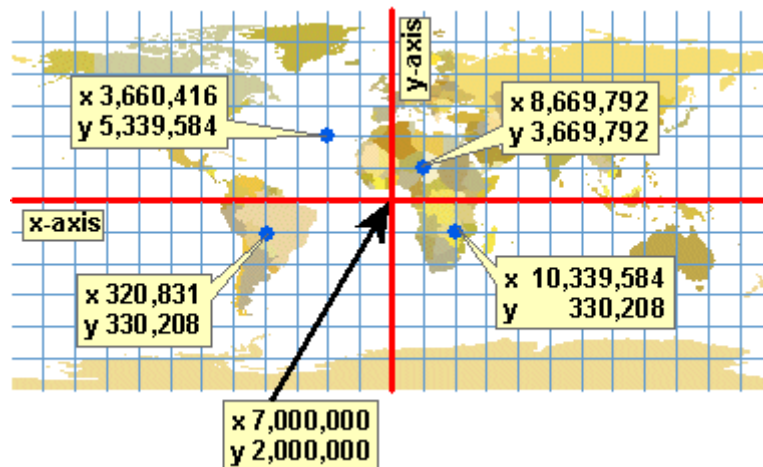 y-axis
x 3,660,416
y 5,339,584
x 8,669,792
y 3,669,792
x-axis
x 320,831
y 330,208
x 10,339,584
y 330,208
x 7,000,000
y 2,000,000